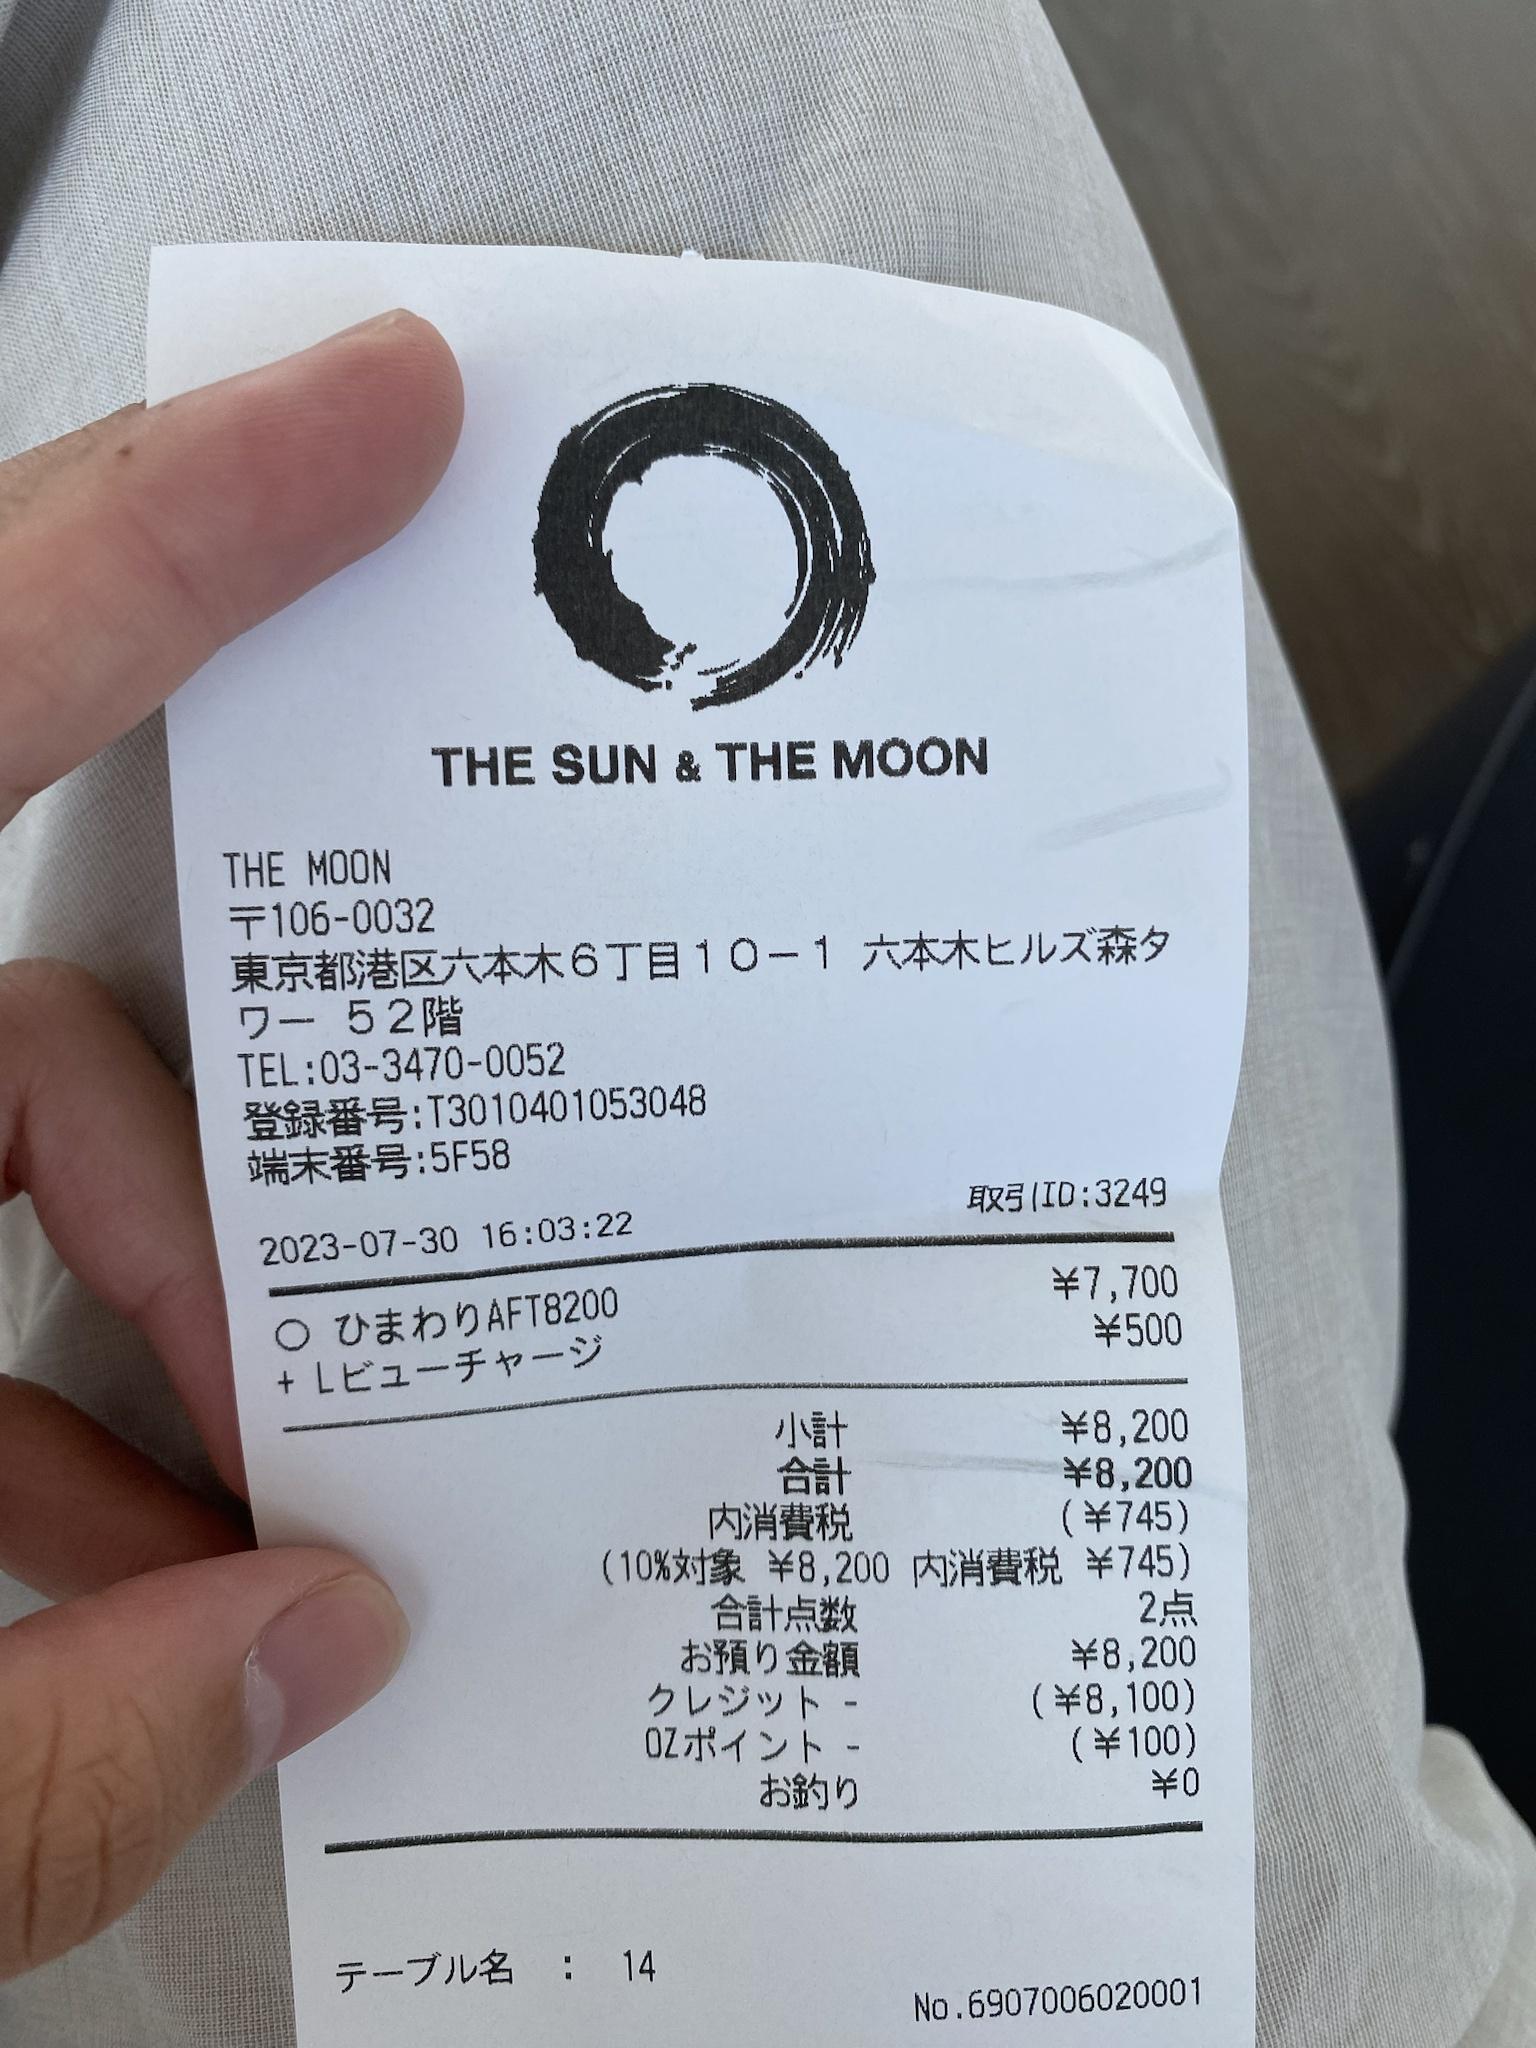 THE SUN & THE MOON
THE MOON
〒106-0032
東京都港区六本木6丁目10-1 六本木ヒルズ森タ
ワー 52階
TEL:03-3470-0052
登録番号:T3010401053048
端末番号:5F58
取引ID:3249
2023-07-30 16:03:22
○ ひまわりAFT8200 ¥7,700
+ Lビューチャージ ¥500
小計 ¥8,200
合計 ¥8,200
内消費税 (¥745)
(10%対象 ¥8,200 内消費税 ¥745)
合計点数 2点
お預り金額 ¥8,200
クレジット - (¥8,100)
OZポイント - (¥100)
お釣り ¥0
テーブル名 : 14
No.6907006020001